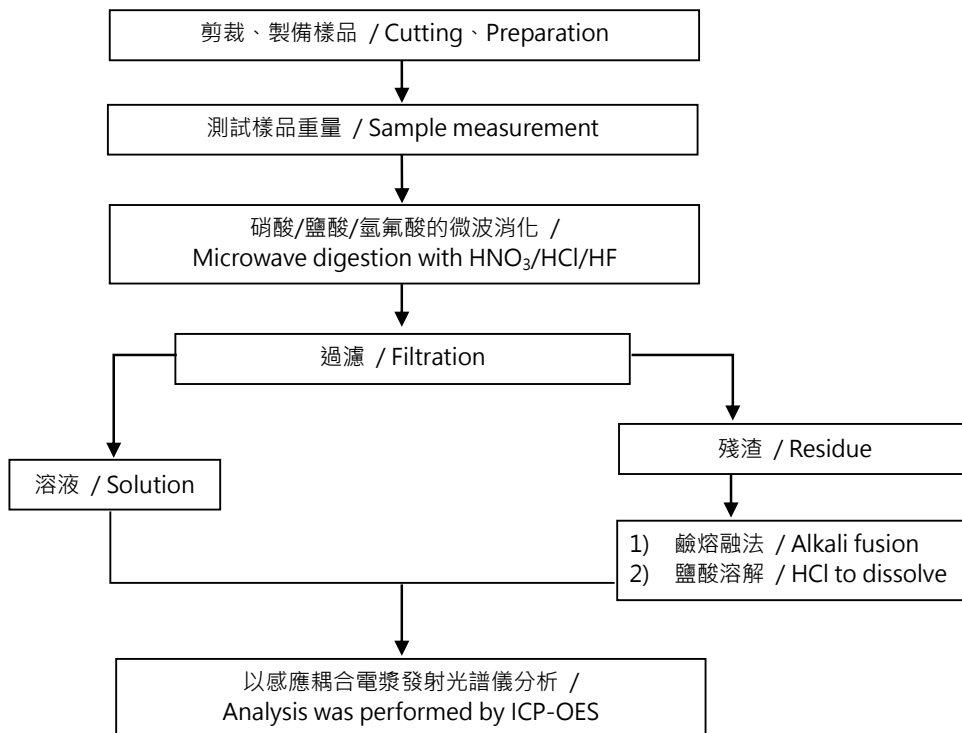 剪裁、製備樣品 / Cutting、Preparation
測試樣品重量 / Sample measurement
硝酸/鹽酸/氫氟酸的微波消化 /
Microwave digestion with HNO₃/HCl/HF
過濾 / Filtration
溶液 / Solution
殘渣 / Residue
1) 鹼熔融法 / Alkali fusion
2) 鹽酸溶解 / HCl to dissolve
以感應耦合電漿發射光譜儀分析 /
Analysis was performed by ICP-OES